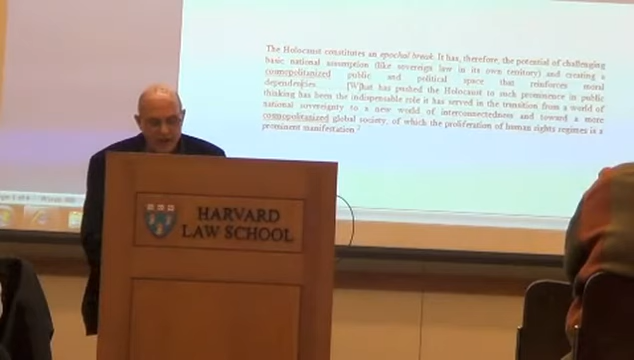 The Holocaust constitutes an epochal break. It has, therefore, the potential of challenging
basic national assumption (like sovereign law in its own territory) and creating a
cosmopolitanized public and political space that reinforces moral
dependencies. [W]hat has pushed the Holocaust to such prominence in public
thinking has been the indispensable role it has served in the transition from a world of
national sovereignty to a new world of interconnectedness and toward a more
cosmopolitanized global society, of which the proliferation of human rights regimes is a
prominent manifestation.
HARVARD
LAW SCHOOL